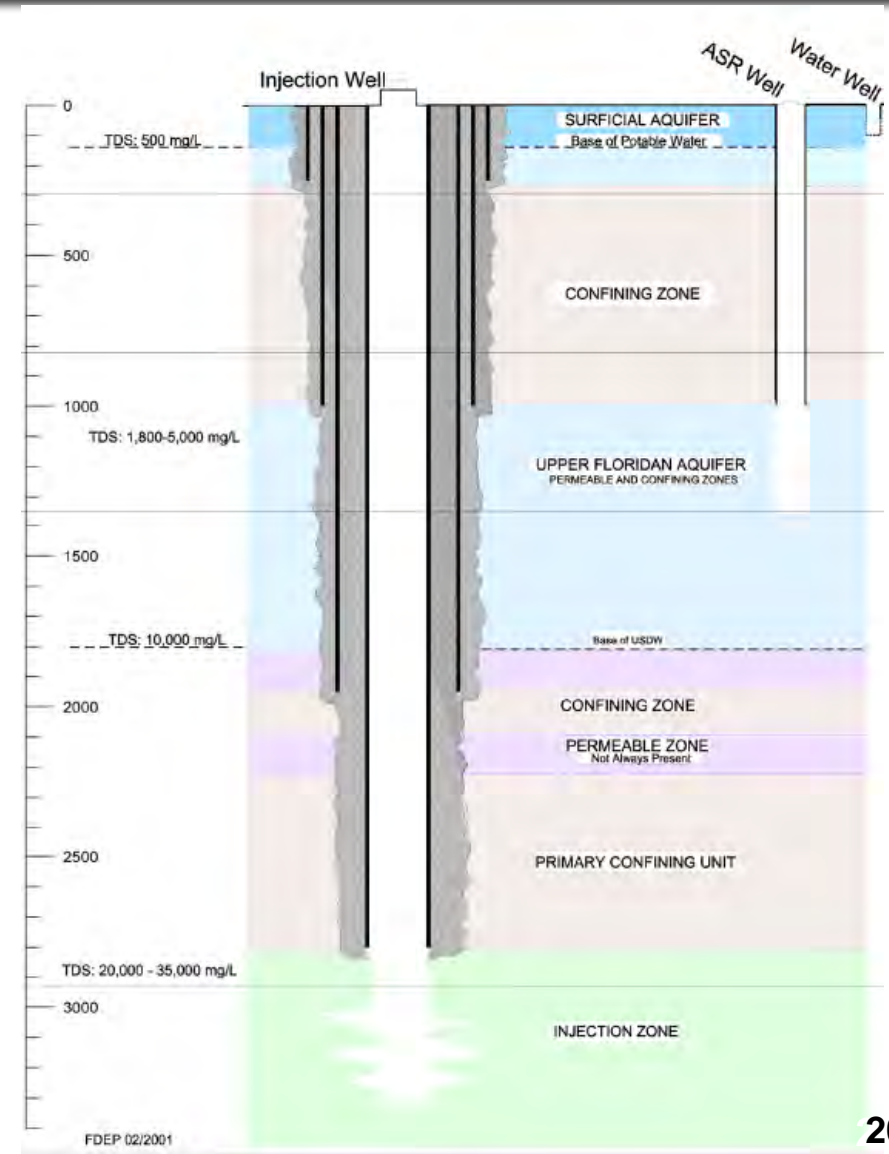 Injection Well
ASR Well
Water Well
0
SURFICIAL AQUIFER
TDS: 500 mg/L
Base of Potable Water
500
CONFINING ZONE
1000
TDS: 1,800-5,000 mg/L
UPPER FLORIDAN AQUIFER
PERMEABLE AND CONFINING ZONES
1500
TDS: 10,000 mg/L
Base of USDW
2000
CONFINING ZONE
PERMEABLE ZONE
Not Always Present
2500
PRIMARY CONFINING UNIT
TDS: 20,000 - 35,000 mg/L
3000
INJECTION ZONE
FDEP 02/2001